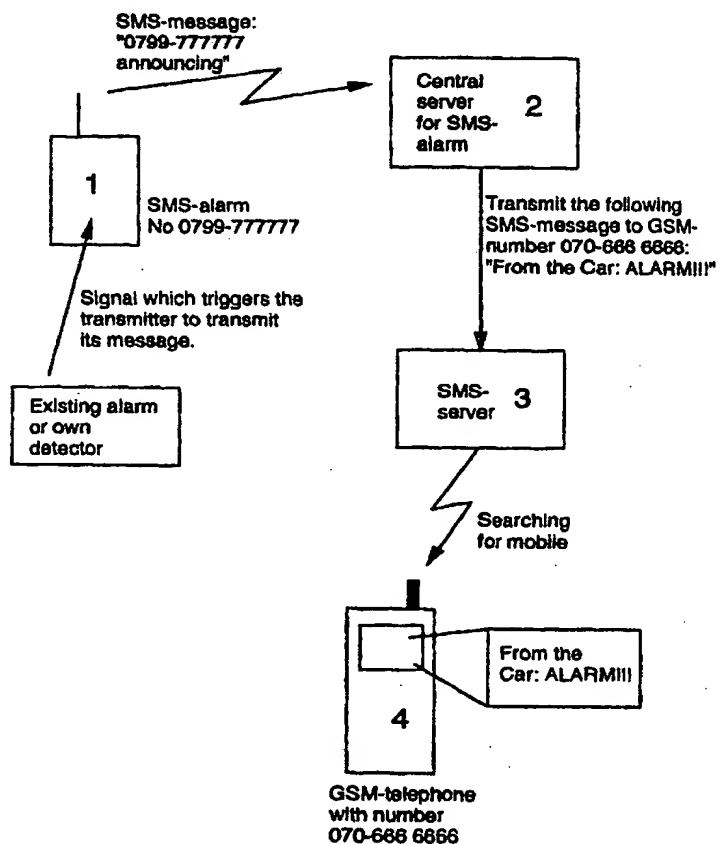 SMS-message:
"0799-777777
announcing"
Central
server
for SMS-
alarm
2
1
SMS-alarm
No 0799-777777
Transmit the following
SMS-message to GSM-
number 070-666 6666:
"From the Car: ALARM!!!"
Signal which triggers the
transmitter to transmit
its message.
Existing alarm
or own
detector
SMS-
server
3
Searching
for mobile
From the
Car: ALARM!!!
4
GSM-telephone
with number
070-666 6666